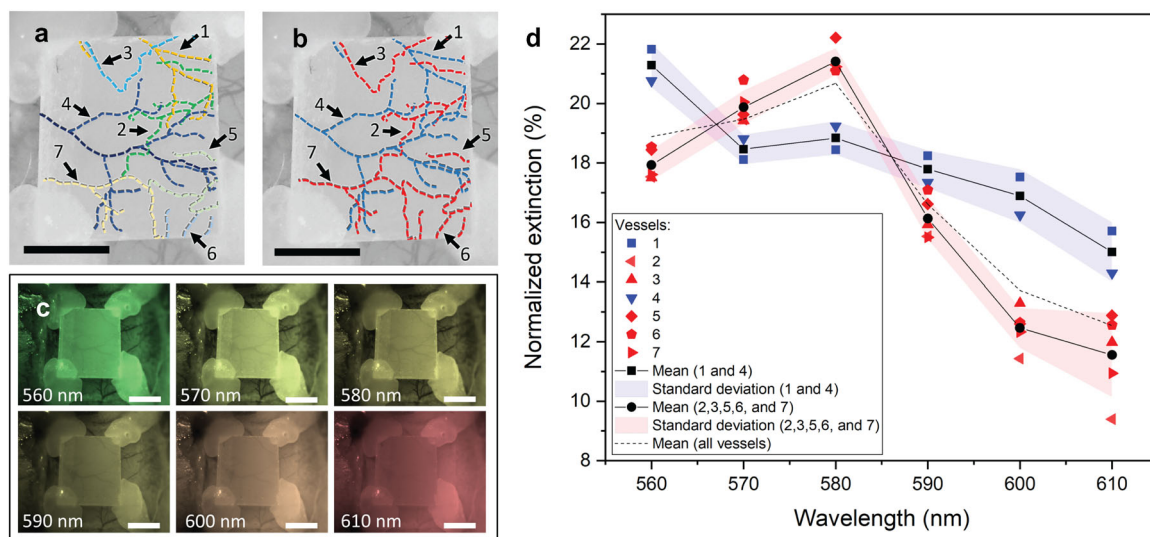 a
1
3
4
2
5
7
6
b
1
3
4
2
5
7
6
c
560 nm
570 nm
580 nm
590 nm
600 nm
610 nm
d
Normalized extinction (%)
22
20
18
16
14
12
10
8
Vessels:
1
2
3
4
5
6
7
Mean (1 and 4)
Standard deviation (1 and 4)
Mean (2,3,5,6, and 7)
Standard deviation (2,3,5,6, and 7)
Mean (all vessels)
560 570 580 590 600 610
Wavelength (nm)